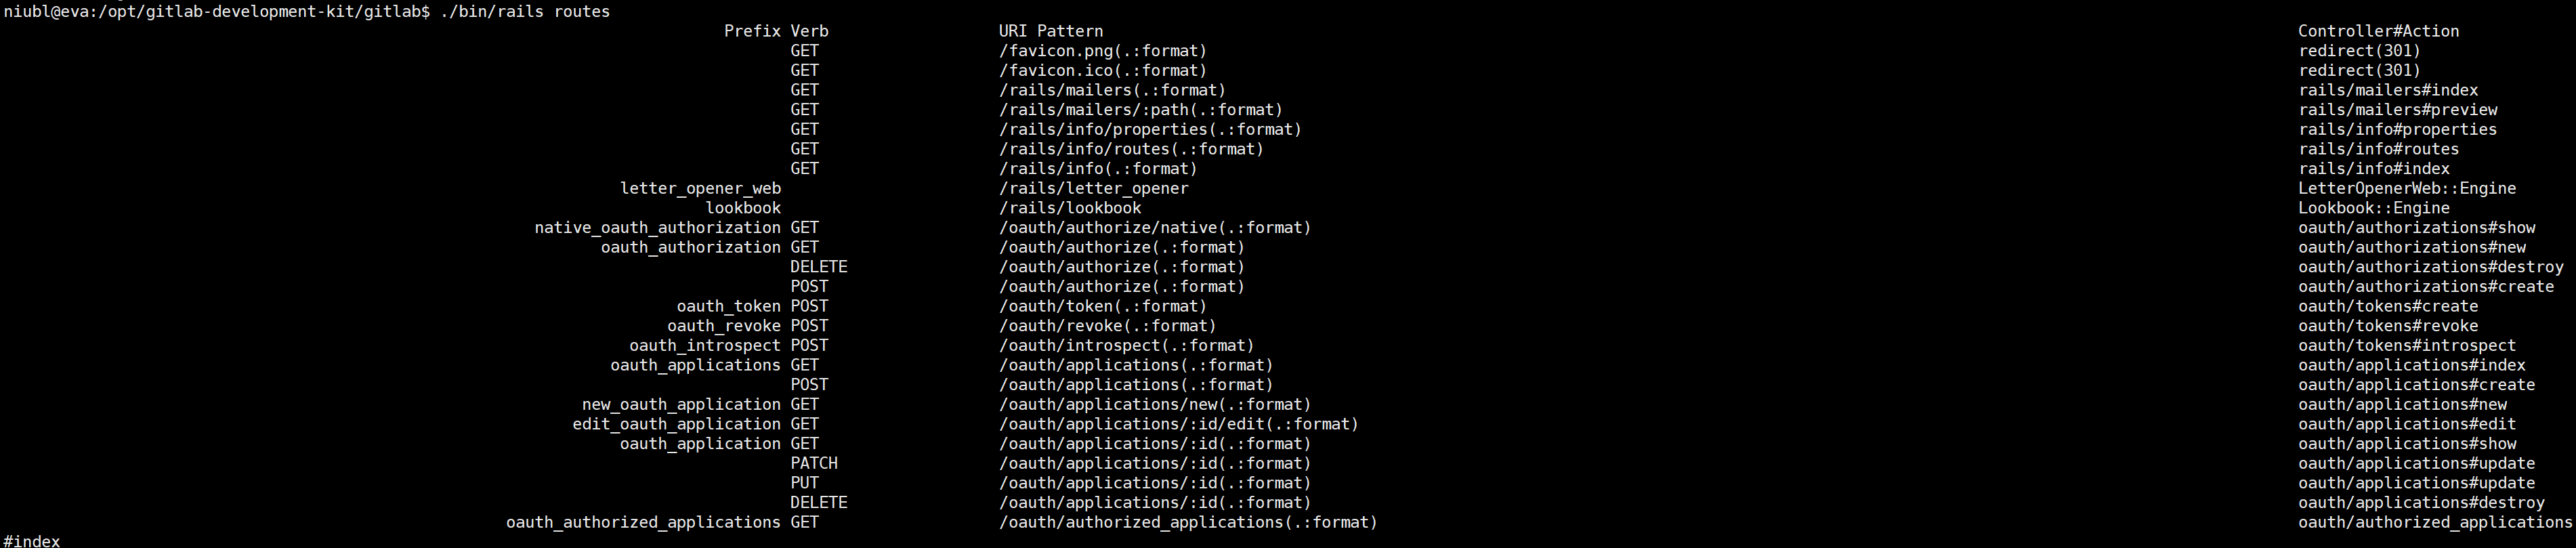 niubl@eva:/opt/gitlab-development-kit/gitlab$ ./bin/rails routes
Prefix Verb URI Pattern Controller#Action
GET /favicon.png(.:format) redirect(301)
GET /favicon.ico(.:format) redirect(301)
GET /rails/mailers(.:format) rails/mailers#index
GET /rails/mailers/:path(.:format) rails/mailers#preview
GET /rails/info/properties(.:format) rails/info#properties
GET /rails/info/routes(.:format) rails/info#routes
GET /rails/info(.:format) rails/info#index
letter_opener_web /rails/letter_opener LetterOpenerWeb::Engine
lookbook /rails/lookbook Lookbook::Engine
native_oauth_authorization GET /oauth/authorize/native(.:format) oauth/authorizations#show
oauth_authorization GET /oauth/authorize(.:format) oauth/authorizations#new
DELETE /oauth/authorize(.:format) oauth/authorizations#destroy
POST /oauth/authorize(.:format) oauth/authorizations#create
oauth_token POST /oauth/token(.:format) oauth/tokens#create
oauth_revoke POST /oauth/revoke(.:format) oauth/tokens#revoke
oauth_introspect POST /oauth/introspect(.:format) oauth/tokens#introspect
oauth_applications GET /oauth/applications(.:format) oauth/applications#index
POST /oauth/applications(.:format) oauth/applications#create
new_oauth_application GET /oauth/applications/new(.:format) oauth/applications#new
edit_oauth_application GET /oauth/applications/:id/edit(.:format) oauth/applications#edit
oauth_application GET /oauth/applications/:id(.:format) oauth/applications#show
PATCH /oauth/applications/:id(.:format) oauth/applications#update
PUT /oauth/applications/:id(.:format) oauth/applications#update
DELETE /oauth/applications/:id(.:format) oauth/applications#destroy
oauth_authorized_applications GET /oauth/authorized_applications(.:format) oauth/authorized_applications
#index